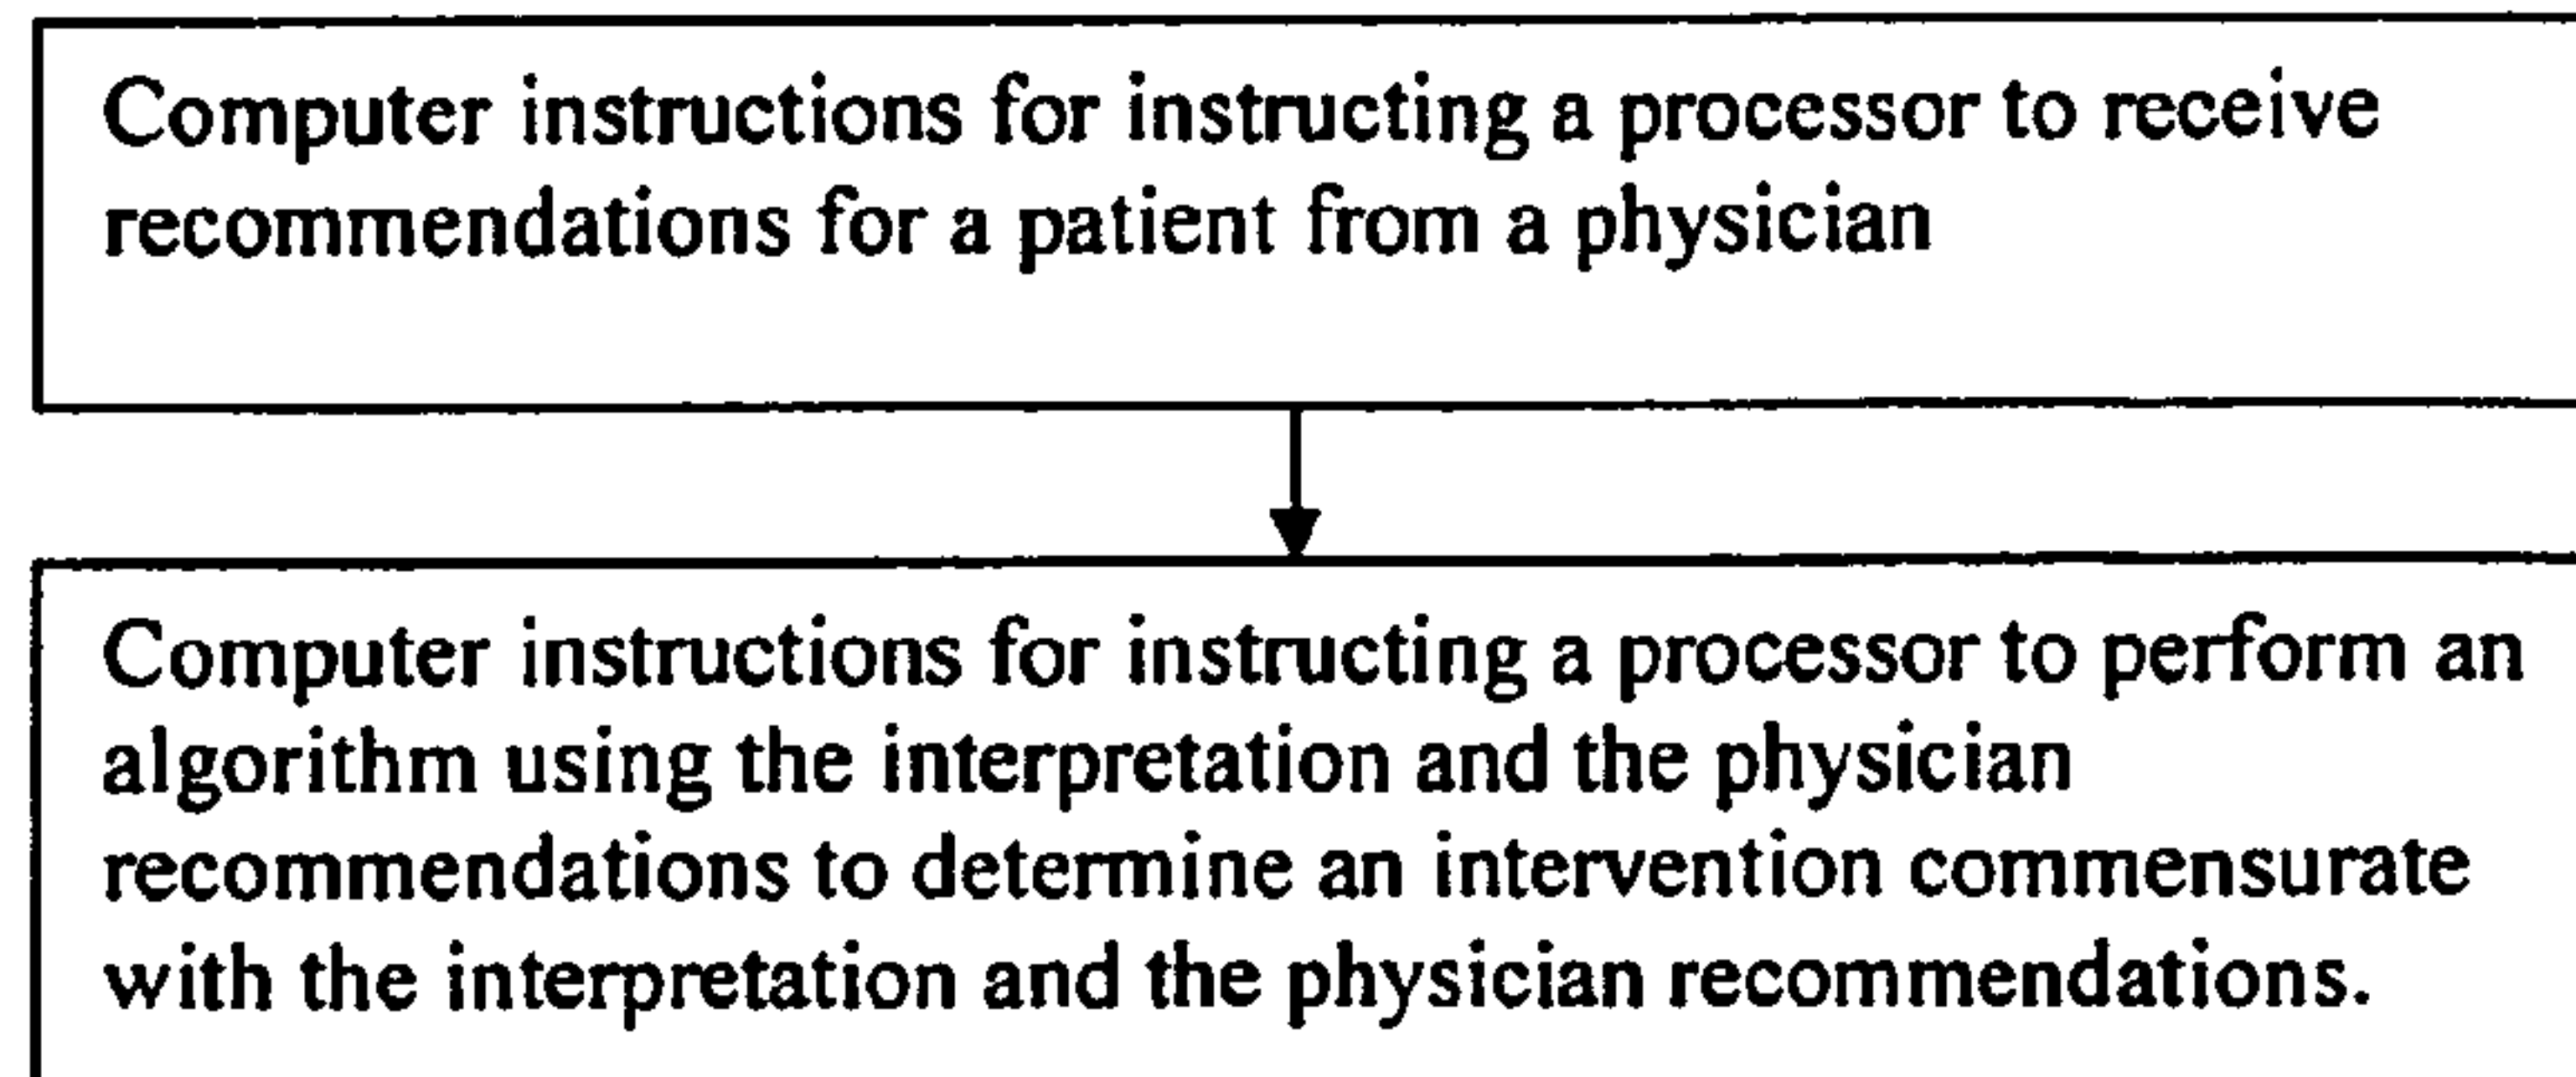 Computer instructions for instructing a processor to receive
recommendations for a patient from a physician
Computer instructions for instructing a processor to perform an
algorithm using the interpretation and the physician
recommendations to determine an intervention commensurate
with the interpretation and the physician recommendations.